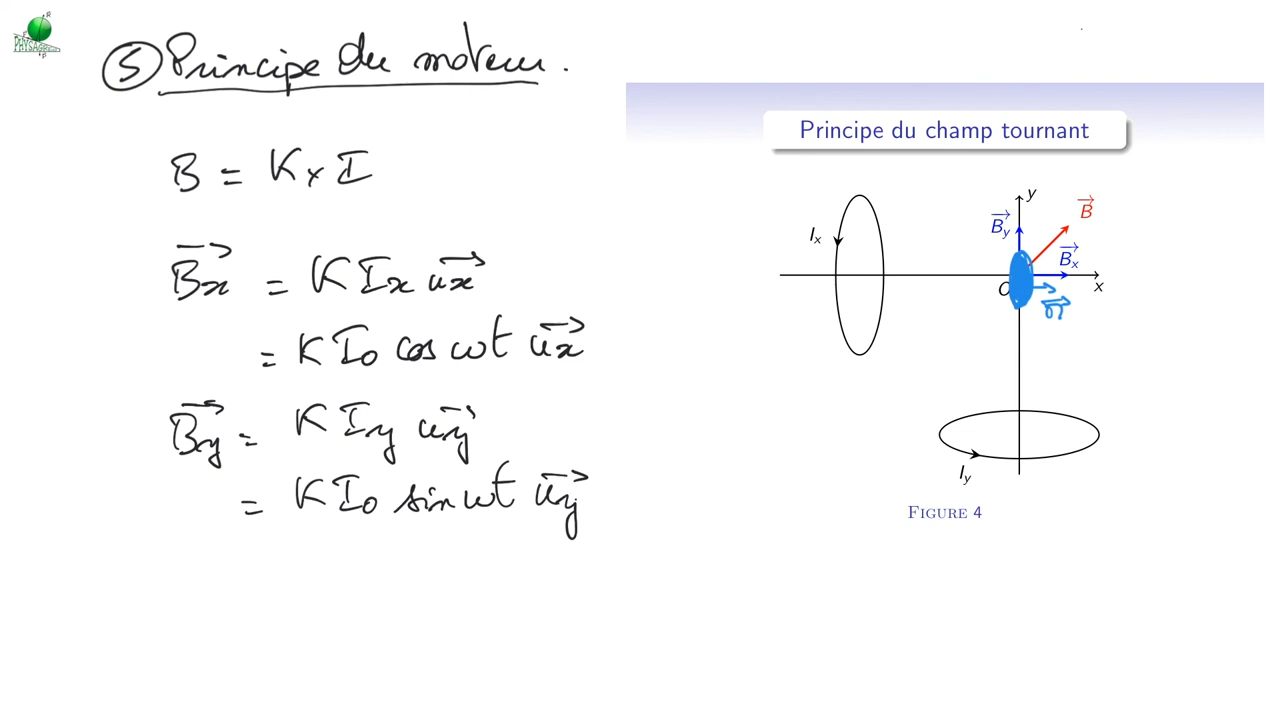 PHYSAGREG
5 Principe du moteur.
B = K x I
Bx = K Ix ux
= K I0 cos ωt ux
By = K Iy uy
= K I0 sin ωt uy
Principe du champ tournant
y
B
By
Ix
Bx
O
x
m
Iy
FIGURE 4